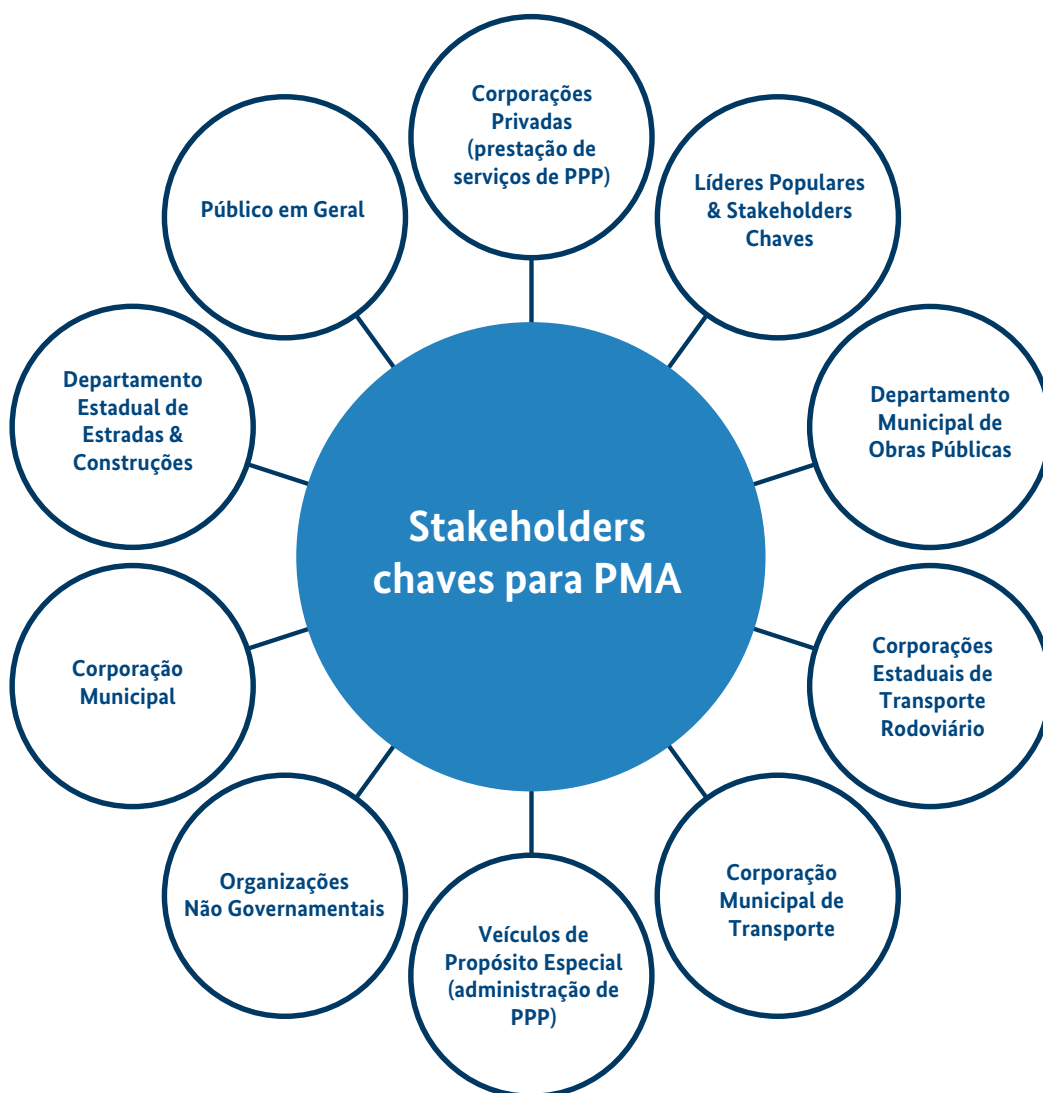 Corporações
Privadas
(prestação de
serviços de PPP)
Líderes Populares
& Stakeholders
Chaves
Departamento
Municipal de
Obras Públicas
Corporações
Estaduais de
Transporte
Rodoviário
Corporação
Municipal de
Transporte
Veículos de
Propósito Especial
(administração de
PPP)
Organizações
Não Governamentais
Corporação
Municipal
Departamento
Estadual de
Estradas &
Construções
Público em Geral
Stakeholders
chaves para PMA